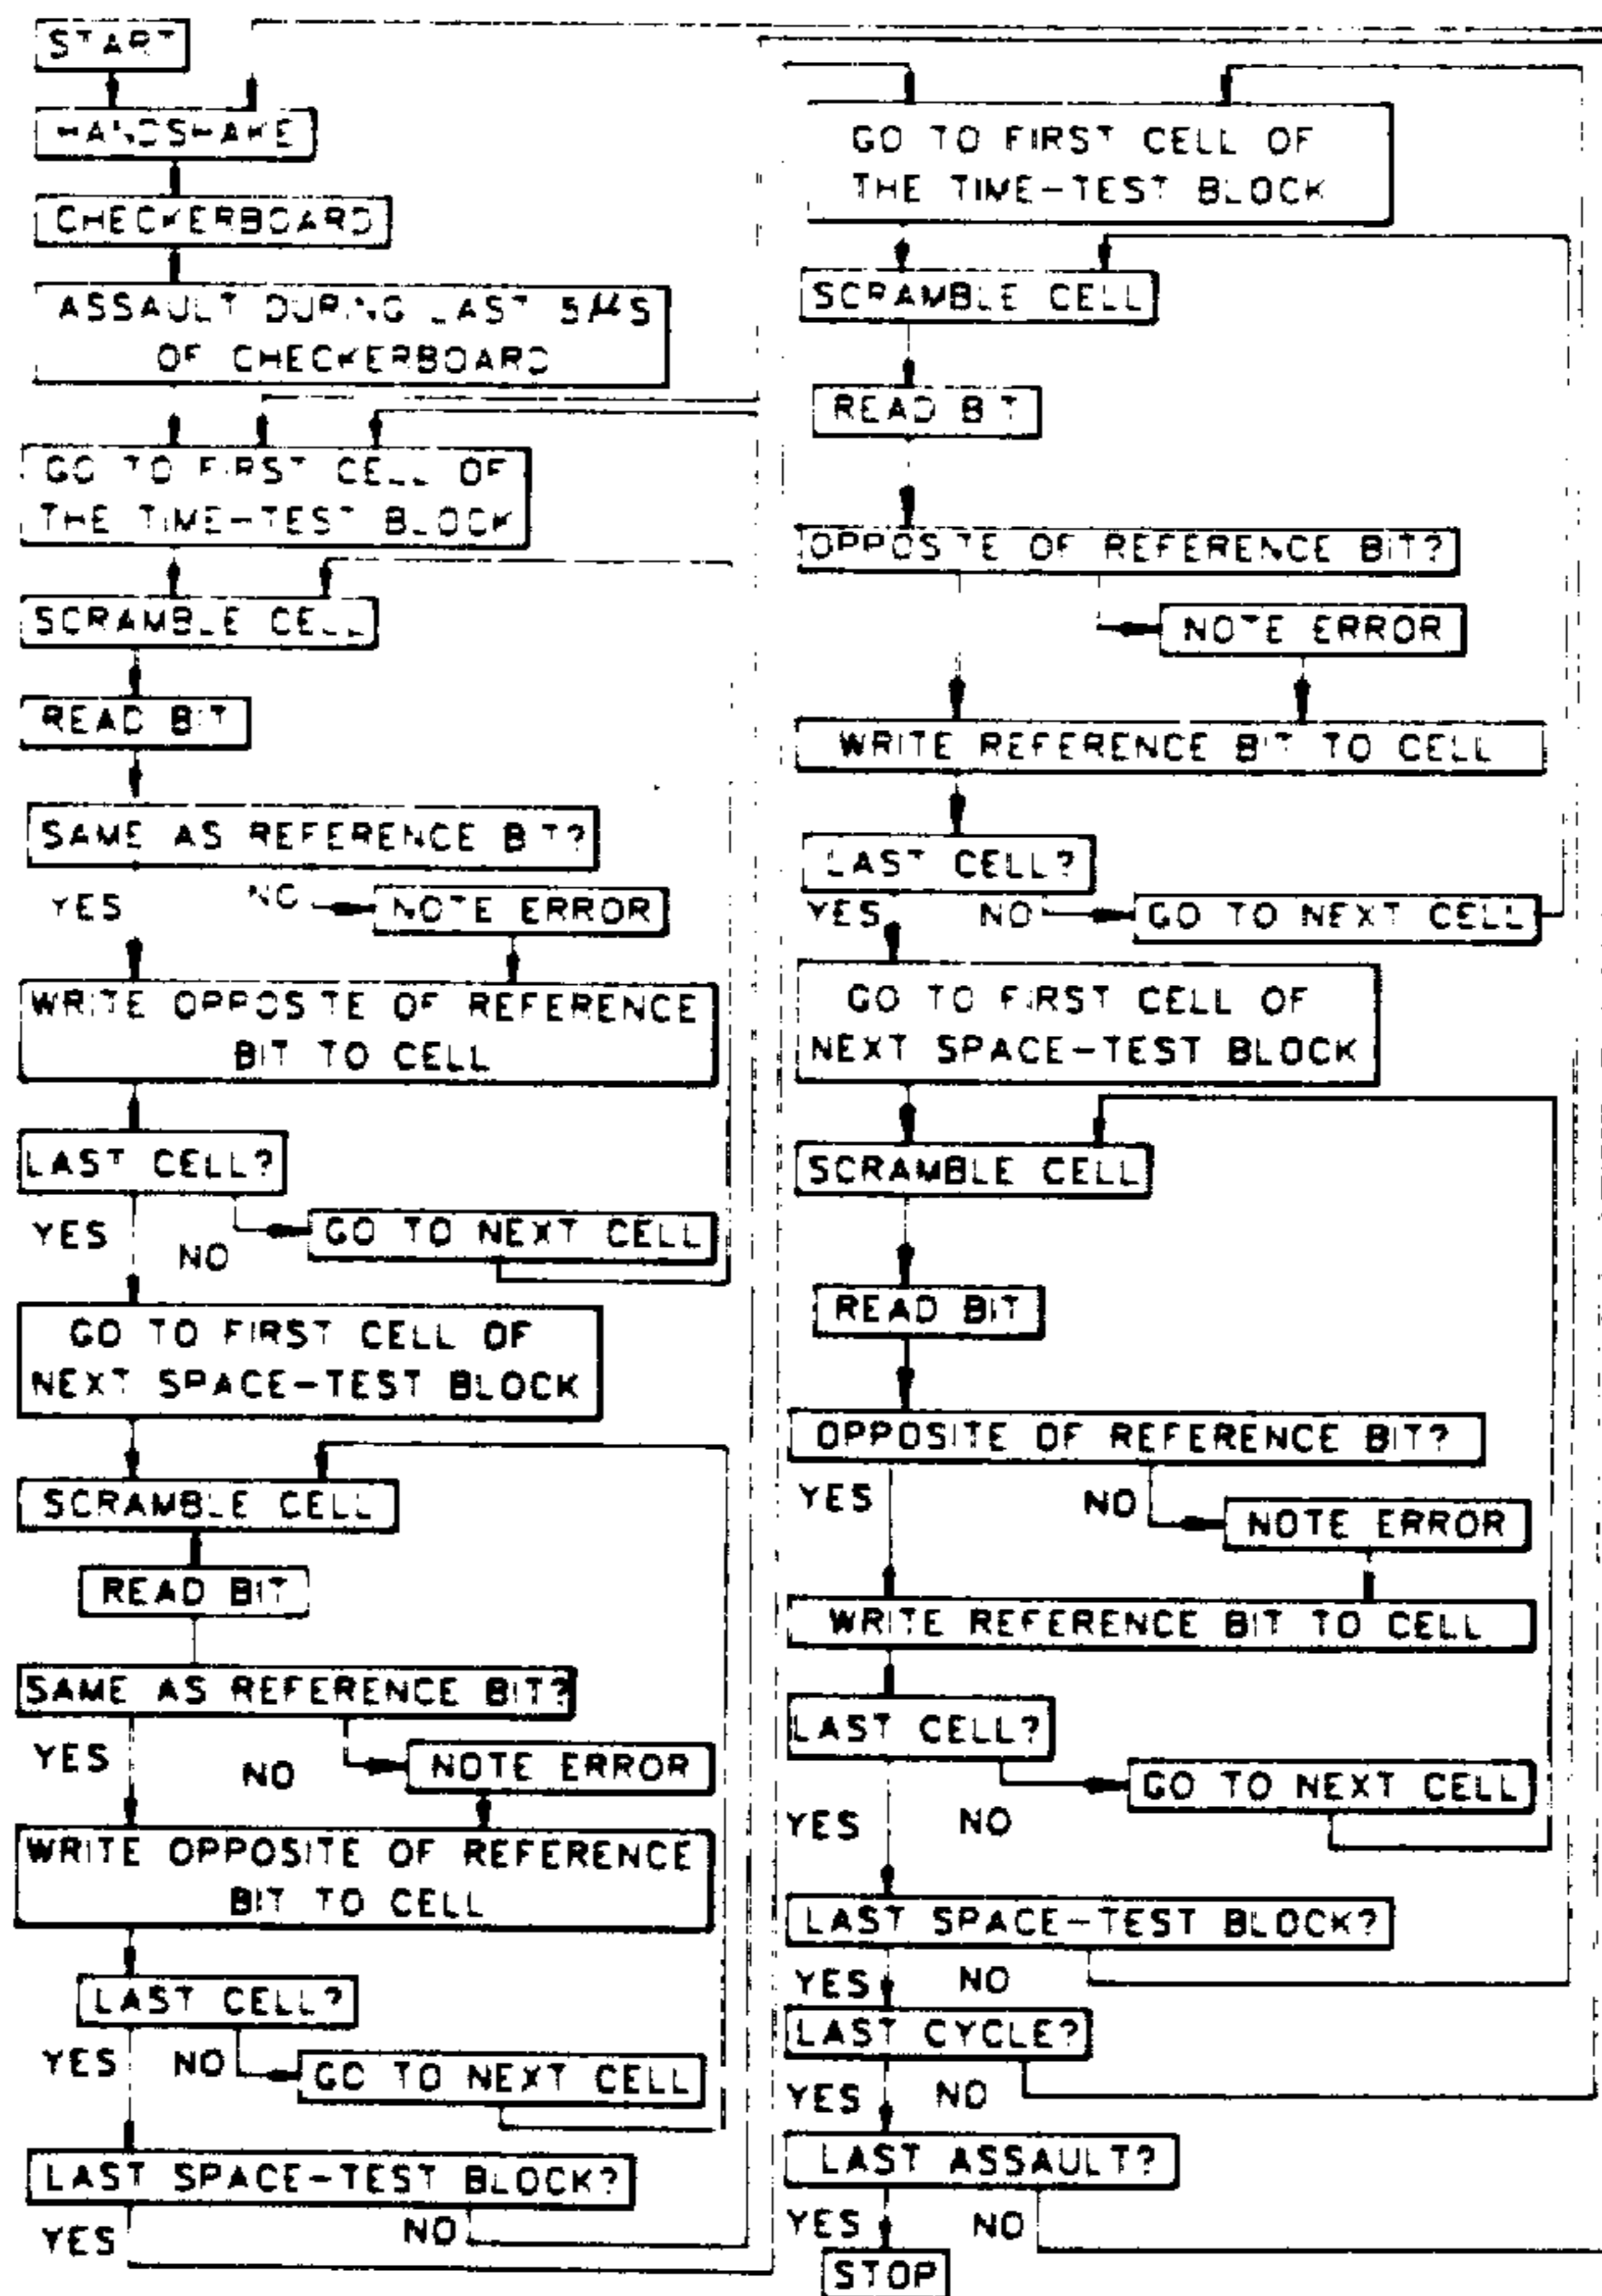 START
HANDSHAKE
CHECKERBOARD
ASSAULT DURING LAST 5μS
OF CHECKERBOARD
GO TO FIRST CELL OF
THE TIME-TEST BLOCK
SCRAMBLE CELL
READ BIT
SAME AS REFERENCE BIT?
YES NO NOTE ERROR
WRITE OPPOSITE OF REFERENCE
BIT TO CELL
LAST CELL?
YES NO GO TO NEXT CELL
GO TO FIRST CELL OF
NEXT SPACE-TEST BLOCK
SCRAMBLE CELL
READ BIT
SAME AS REFERENCE BIT?
YES NO NOTE ERROR
WRITE OPPOSITE OF REFERENCE
BIT TO CELL
LAST CELL?
YES NO GO TO NEXT CELL
LAST SPACE-TEST BLOCK?
YES NO
GO TO FIRST CELL OF
THE TIME-TEST BLOCK
SCRAMBLE CELL
READ BIT
OPPOSITE OF REFERENCE BIT?
NOTE ERROR
WRITE REFERENCE BIT TO CELL
LAST CELL?
YES NO GO TO NEXT CELL
GO TO FIRST CELL OF
NEXT SPACE-TEST BLOCK
SCRAMBLE CELL
READ BIT
OPPOSITE OF REFERENCE BIT?
YES NO NOTE ERROR
WRITE REFERENCE BIT TO CELL
LAST CELL?
YES NO GO TO NEXT CELL
LAST SPACE-TEST BLOCK?
YES NO
LAST CYCLE?
YES NO
LAST ASSAULT?
YES NO
STOP